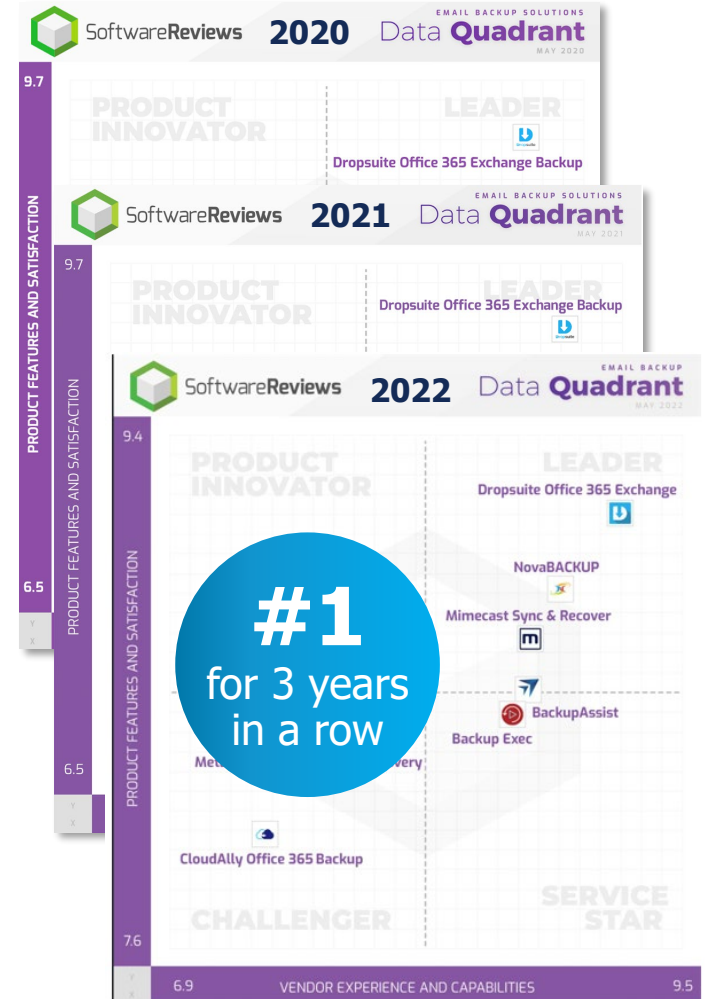 SoftwareReviews 2020 Data Quadrant
EMAIL BACKUP SOLUTIONS
MAY 2020
9.7
PRODUCT INNOVATOR
LEADER
dropsuite
Dropsuite Office 365 Exchange Backup
PRODUCT FEATURES AND SATISFACTION
6.5
Y
X
SoftwareReviews 2021 Data Quadrant
EMAIL BACKUP SOLUTIONS
MAY 2021
9.7
PRODUCT INNOVATOR
LEADER
Dropsuite Office 365 Exchange Backup
dropsuite
PRODUCT FEATURES AND SATISFACTION
6.5
Y
X
SoftwareReviews 2022 Data Quadrant
EMAIL BACKUP
MAY 2022
9.4
PRODUCT INNOVATOR
LEADER
Dropsuite Office 365 Exchange
NovaBACKUP
Mimecast Sync & Recover
m
PRODUCT FEATURES AND SATISFACTION
#1
for 3 years
in a row
BackupAssist
Backup Exec
CloudAlly Office 365 Backup
CHALLENGER
SERVICE STAR
7.6
Y
X
6.9
VENDOR EXPERIENCE AND CAPABILITIES
9.5